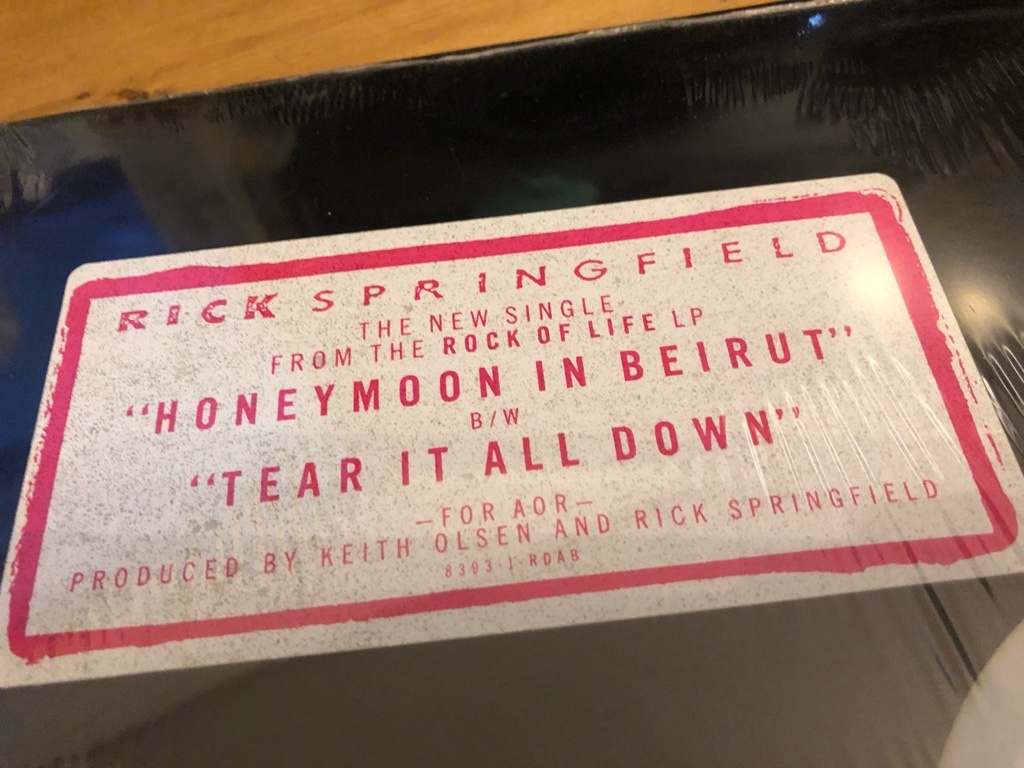 RICK SPRINGFIELD
THE NEW SINGLE
FROM THE ROCK OF LIFE LP
“HONEYMOON IN BEIRUT”
B/W
“TEAR IT ALL DOWN”
—FOR AOR—
PRODUCED BY KEITH OLSEN AND RICK SPRINGFIELD
8393-1-RDAB